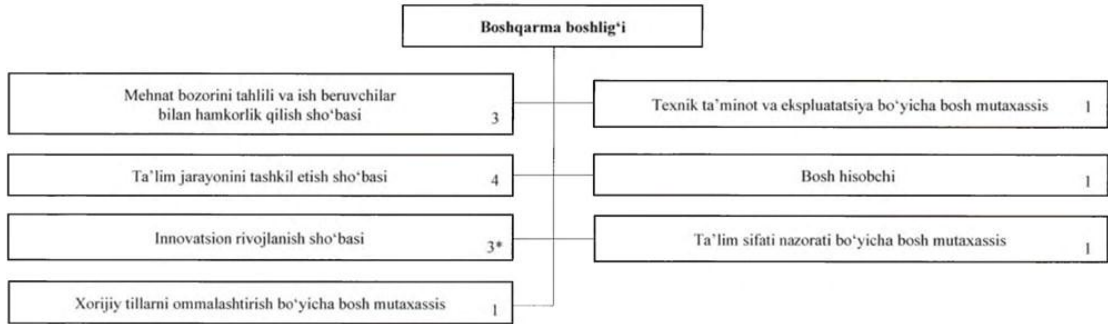 Boshqarma boshlig‘i
Mehnat bozorini tahlili va ish beruvchilar
bilan hamkorlik qilish sho‘basi 3
Texnik ta’minot va ekspluatatsiya bo‘yicha bosh mutaxassis 1
Ta’lim jarayonini tashkil etish sho‘basi 4
Bosh hisobchi 1
Innovatsion rivojlanish sho‘basi 3*
Ta’lim sifati nazorati bo‘yicha bosh mutaxassis 1
Xorijiy tillarni ommalashtirish bo‘yicha bosh mutaxassis 1